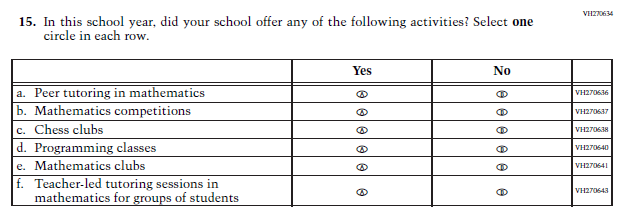 VH270634
15. In this school year, did your school offer any of the following activities? Select one
circle in each row.
Yes No
a. Peer tutoring in mathematics Ⓐ Ⓑ VH270636
b. Mathematics competitions Ⓐ Ⓑ VH270637
c. Chess clubs Ⓐ Ⓑ VH270638
d. Programming classes Ⓐ Ⓑ VH270640
e. Mathematics clubs Ⓐ Ⓑ VH270641
f. Teacher-led tutoring sessions in
mathematics for groups of students Ⓐ Ⓑ VH270643